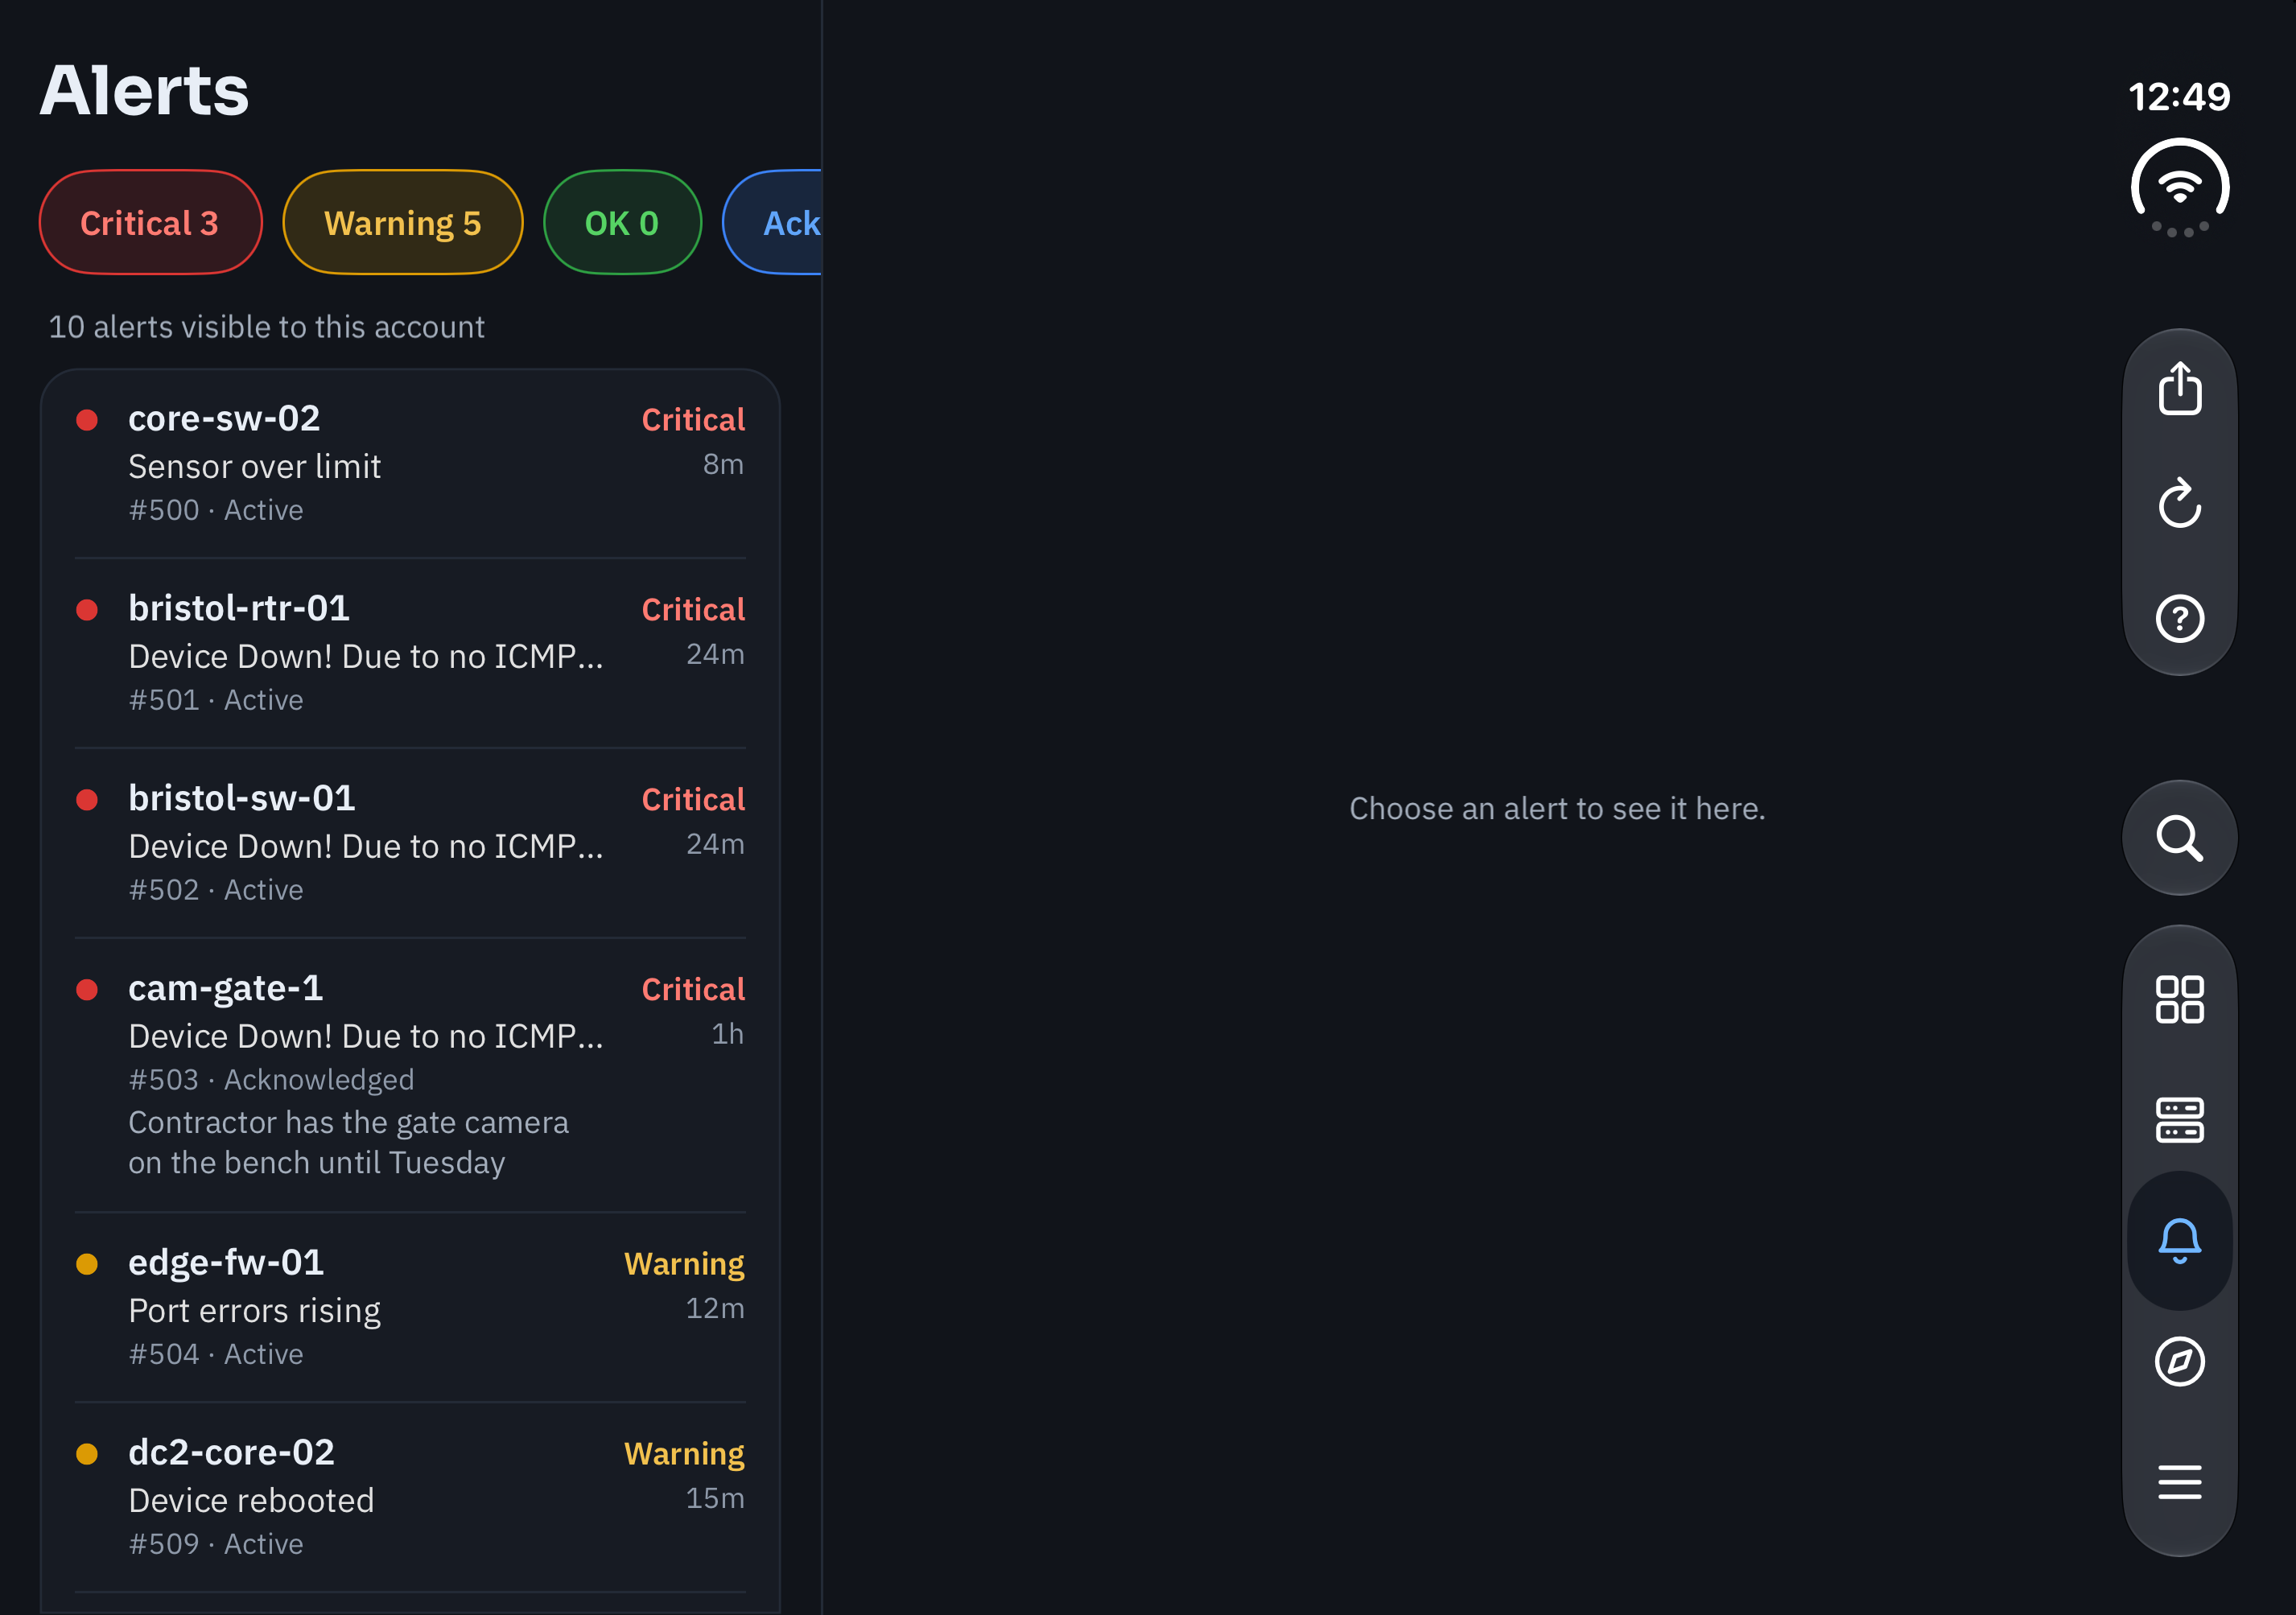 Alerts
12:49
Critical 3
Warning 5
OK 0
Ack
10 alerts visible to this account
core-sw-02
Critical
Sensor over limit
8m
#500 · Active
bristol-rtr-01
Critical
Device Down! Due to no ICMP...
24m
#501 · Active
bristol-sw-01
Critical
Device Down! Due to no ICMP...
24m
#502 · Active
cam-gate-1
Critical
Device Down! Due to no ICMP...
1h
#503 · Acknowledged
Contractor has the gate camera
on the bench until Tuesday
edge-fw-01
Warning
Port errors rising
12m
#504 · Active
dc2-core-02
Warning
Device rebooted
15m
#509 · Active
Choose an alert to see it here.